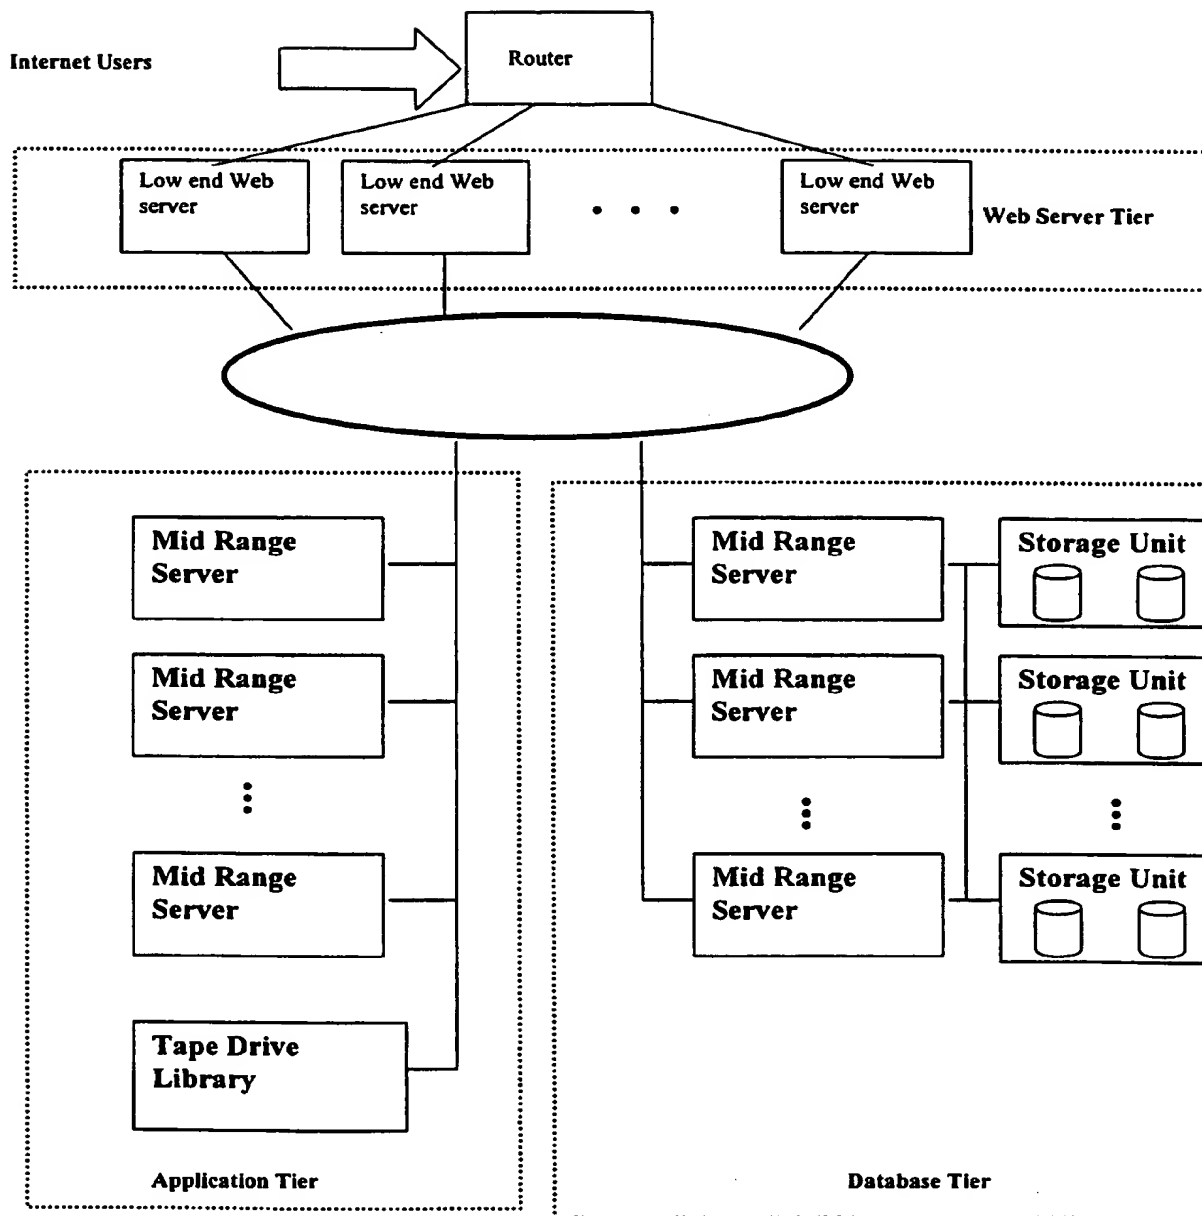 Internet Users
Router
Low end Web
server
Low end Web
server
Low end Web
server
Web Server Tier
Mid Range
Server
Mid Range
Server
Mid Range
Server
Tape Drive
Library
Application Tier
Mid Range
Server
Storage Unit
Mid Range
Server
Storage Unit
Mid Range
Server
Storage Unit
Database Tier